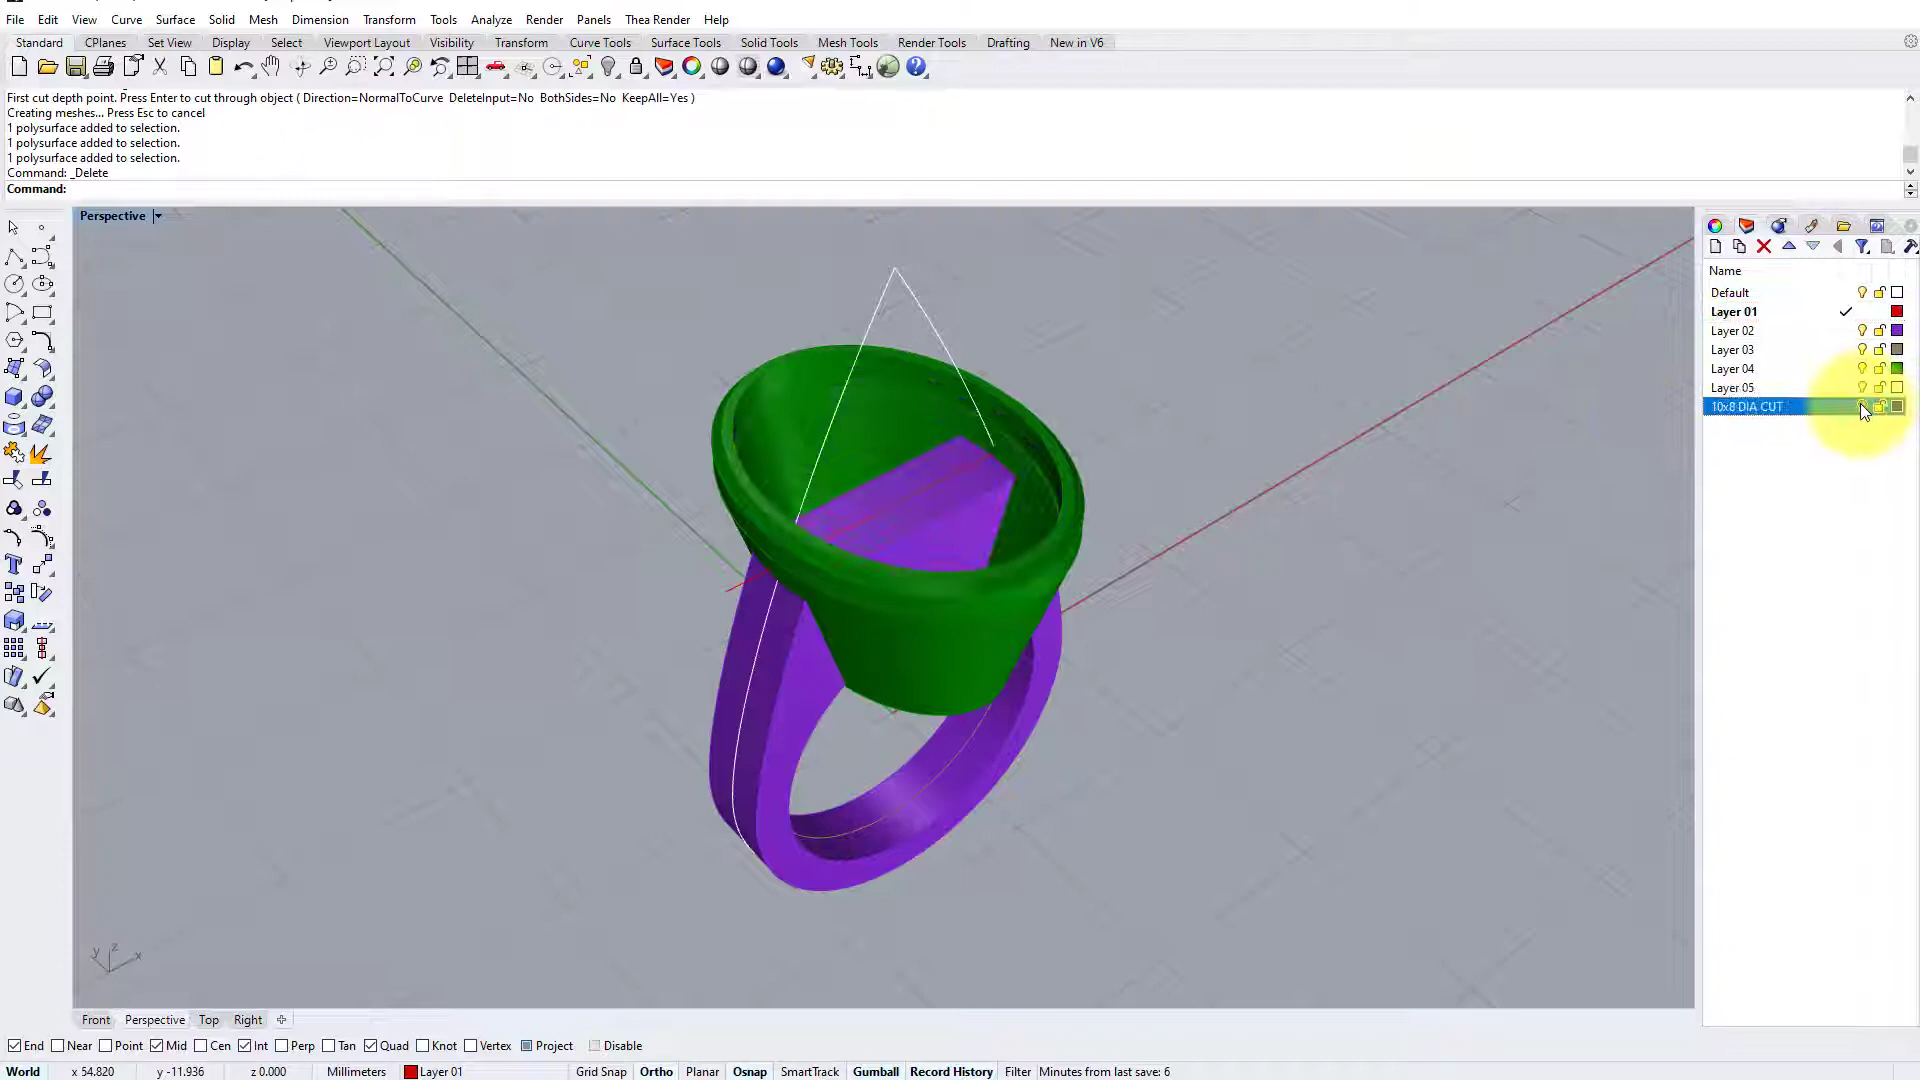 File Edit View Curve Surface Solid Mesh Dimension Transform Tools Analyze Render Panels Thea Render Help
Standard CPlanes Set View Display Select Viewport Layout Visibility Transform Curve Tools Surface Tools Solid Tools Mesh Tools Render Tools Drafting New in V6
First cut depth point. Press Enter to cut through object ( Direction=NormalToCurve DeleteInput=No BothSides=No KeepAll=Yes )
Creating meshes... Press Esc to cancel
1 polysurface added to selection.
1 polysurface added to selection.
1 polysurface added to selection.
Command: _Delete
Command:
Perspective
Name
Default
Layer 01
Layer 02
Layer 03
Layer 04
Layer 05
10x8 DIA CUT
y z x
Front Perspective Top Right
End Near Point Mid Cen Int Perp Tan Quad Knot Vertex Project Disable
World x 54.820 y -11.936 z 0.000 Millimeters Layer 01 Grid Snap Ortho Planar Osnap SmartTrack Gumball Record History Filter Minutes from last save: 6